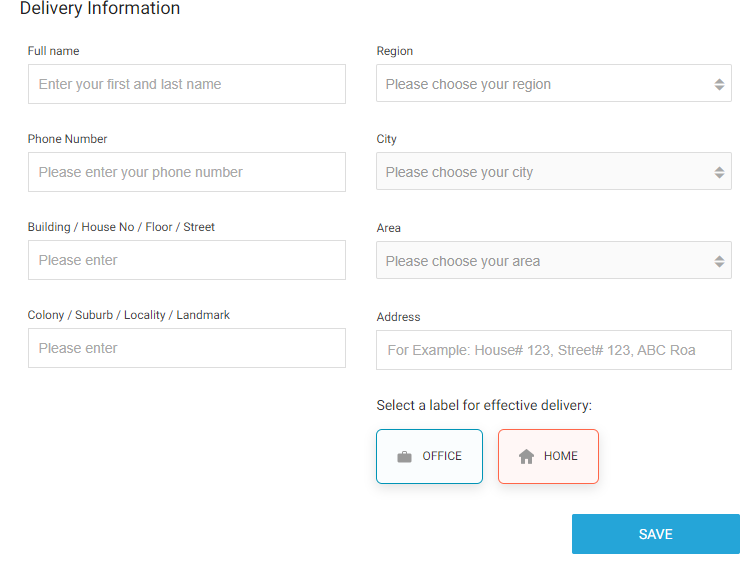 Delivery Information
Full name
Enter your first and last name
Phone Number
Please enter your phone number
Building / House No / Floor / Street
Please enter
Colony / Suburb / Locality / Landmark
Please enter
Region
Please choose your region
City
Please choose your city
Area
Please choose your area
Address
For Example: House# 123, Street# 123, ABC Roa
Select a label for effective delivery:
OFFICE
HOME
SAVE